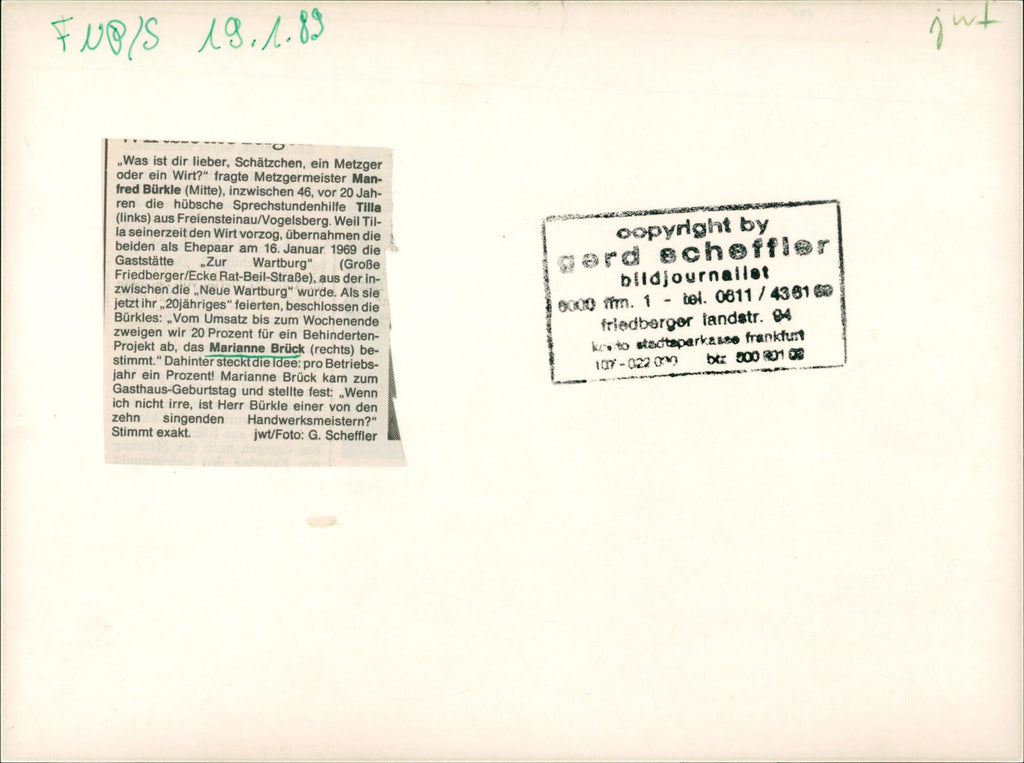 FNP/S 19.1.89
jwt
„Was ist dir lieber, Schätzchen, ein Metzger
oder ein Wirt?“ fragte Metzgermeister Man-
fred Bürkle (Mitte), inzwischen 46, vor 20 Jah-
ren die hübsche Sprechstundenhilfe Tilla
(links) aus Freiensteinau/Vogelsberg. Weil Til-
la seinerzeit den Wirt vorzog, übernahmen die
beiden als Ehepaar am 16. Januar 1969 die
Gaststätte „Zur Wartburg“ (Große
Friedberger/Ecke Rat-Beil-Straße), aus der in-
zwischen die „Neue Wartburg“ wurde. Als sie
jetzt ihr „20jähriges“ feierten, beschlossen die
Bürkles: „Vom Umsatz bis zum Wochenende
zweigen wir 20 Prozent für ein Behinderten-
Projekt ab, das Marianne Brück (rechts) be-
stimmt.“ Dahinter steckt die Idee: pro Betriebs-
jahr ein Prozent! Marianne Brück kam zum
Gasthaus-Geburtstag und stellte fest: „Wenn
ich nicht irre, ist Herr Bürkle einer von den
zehn singenden Handwerksmeistern?“
Stimmt exakt. jwt/Foto: G. Scheffler
copyright by
gerd scheffler
bildjournalist
6000 ffm. 1 - tel. 0611 /
friedberger landstr. 94
konto stadtsparkasse frankfurt
blz